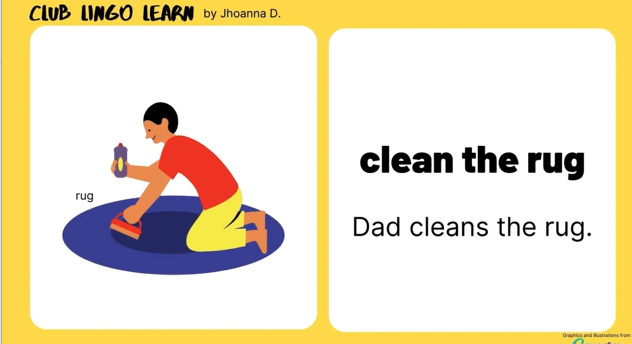 CLUB LINGO LEARN by Jhoanna D.
rug
clean the rug
Dad cleans the rug.
Graphics and Illustrations from